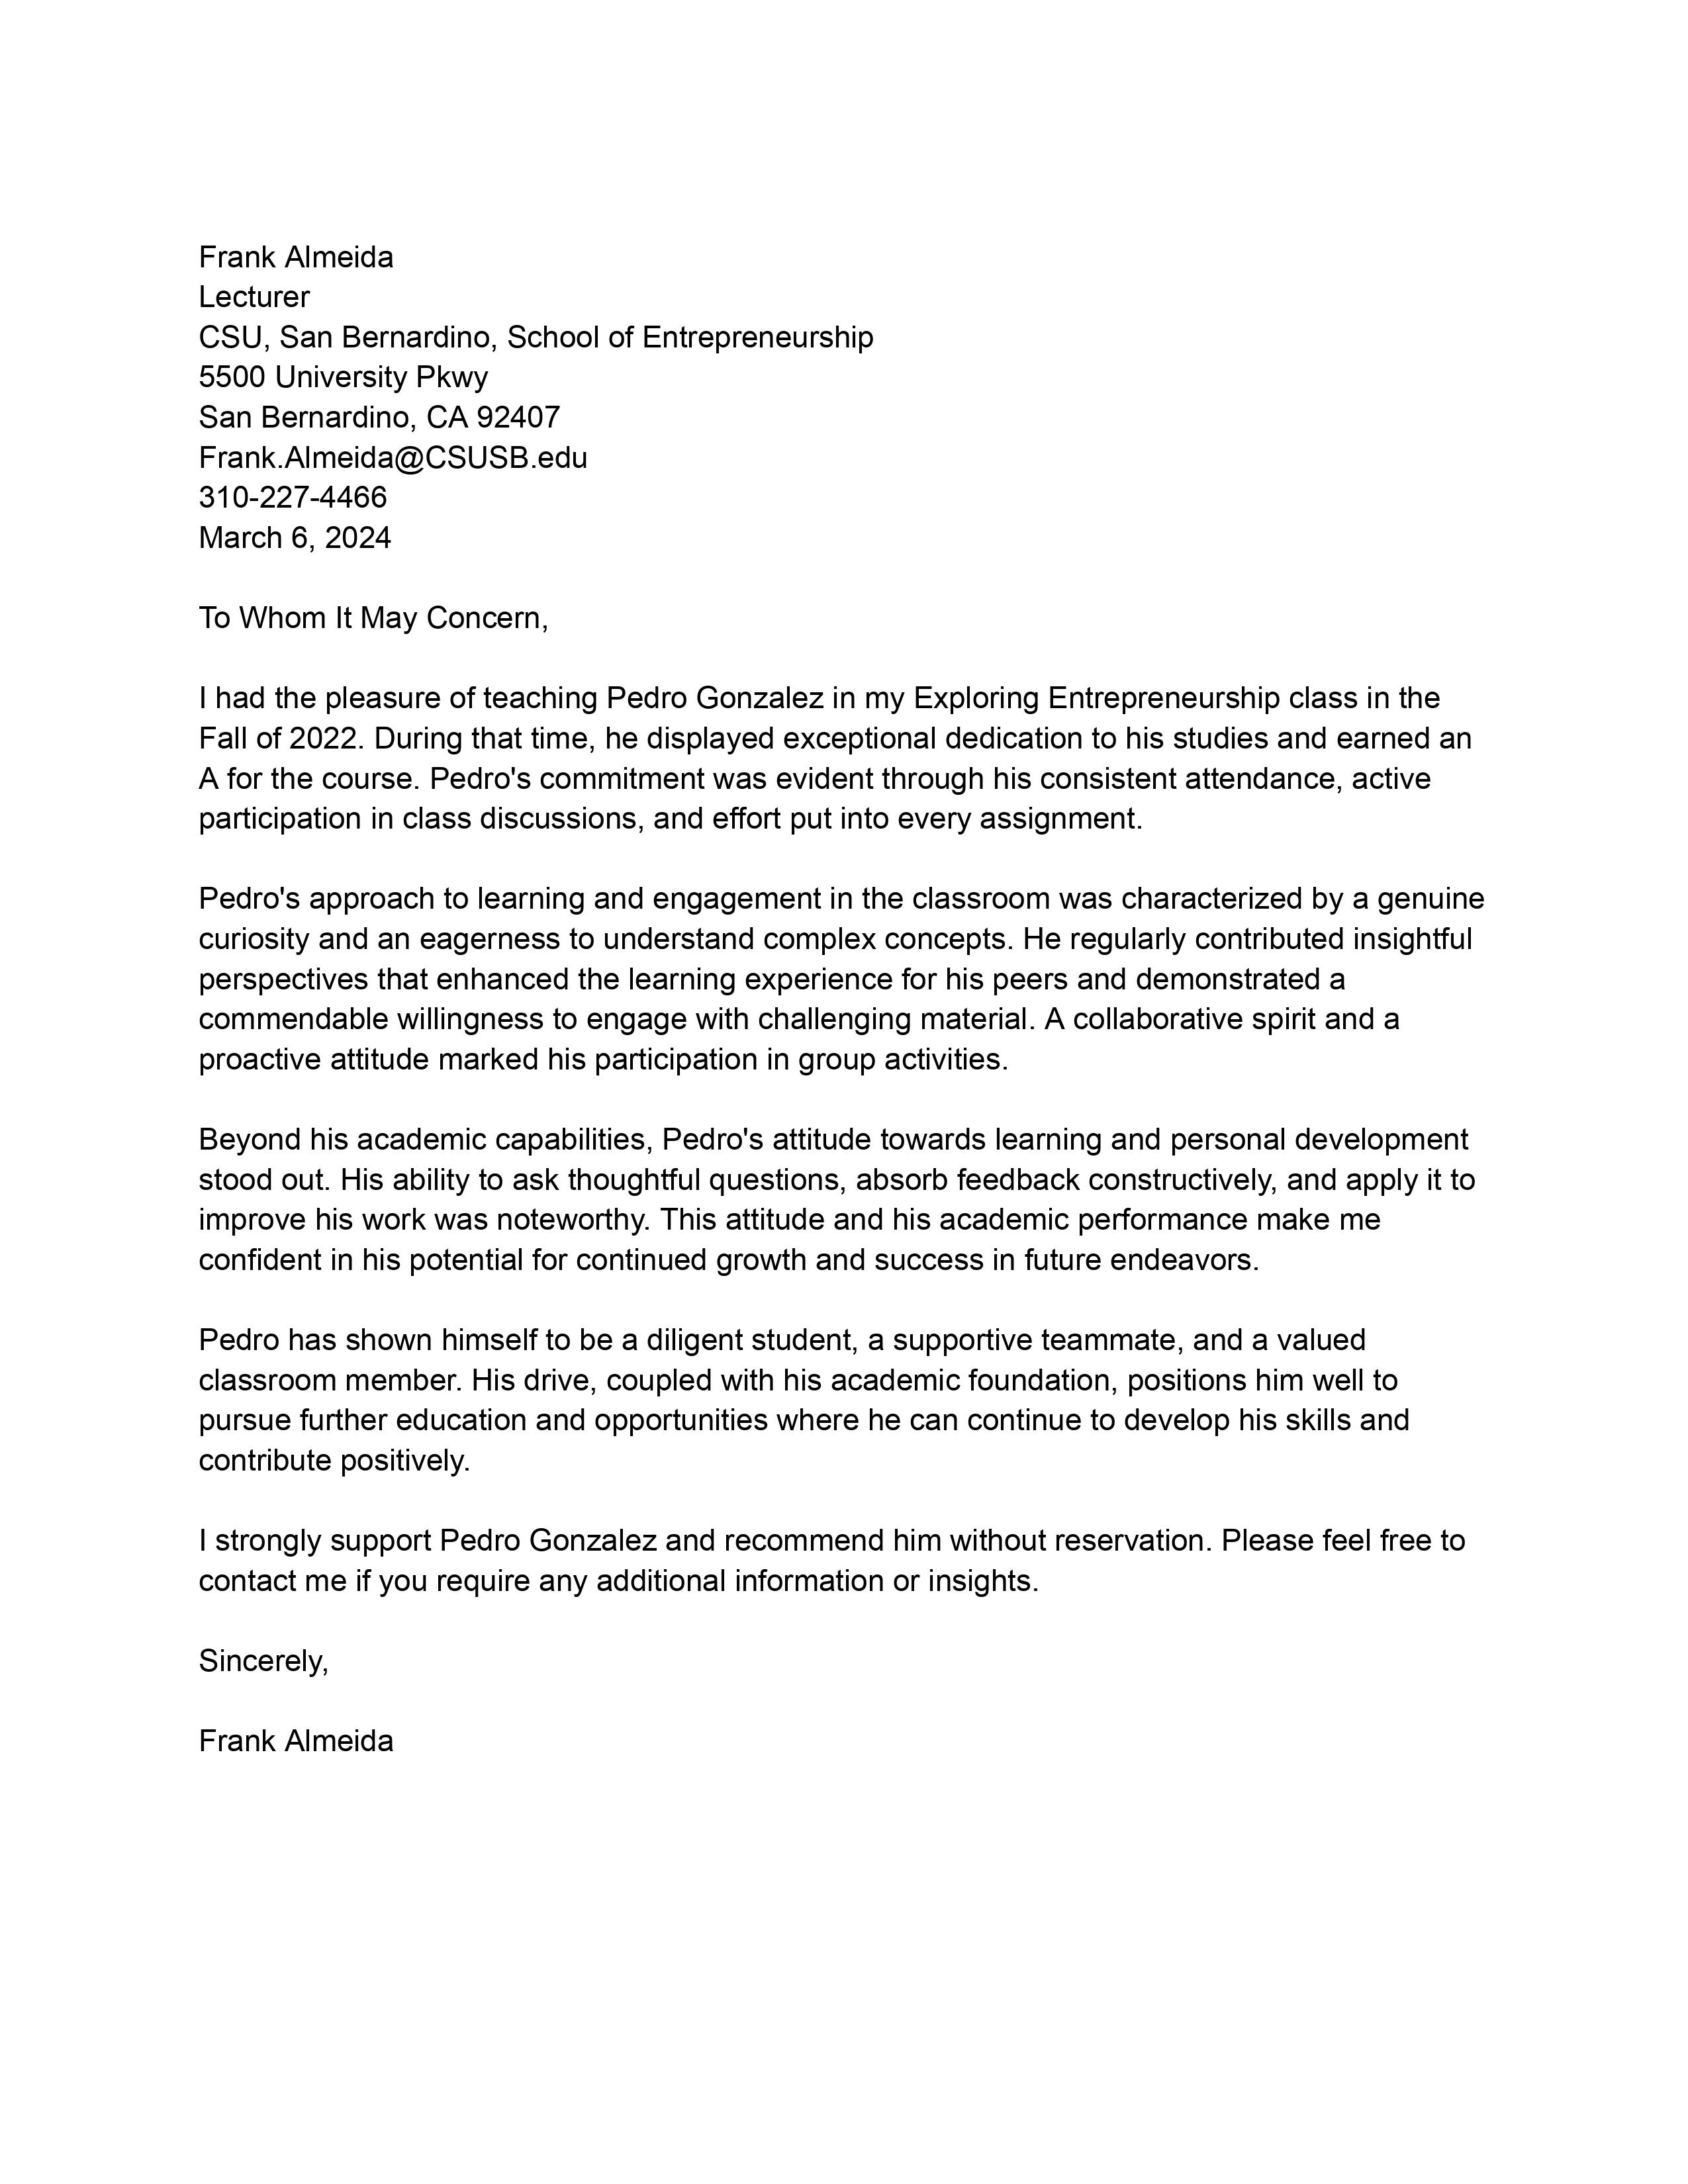 Frank Almeida
Lecturer
CSU, San Bernardino, School of Entrepreneurship
5500 University Pkwy
San Bernardino, CA 92407
Frank.Almeida@CSUSB.edu
310-227-4466
March 6, 2024
To Whom It May Concern,
I had the pleasure of teaching Pedro Gonzalez in my Exploring Entrepreneurship class in the
Fall of 2022. During that time, he displayed exceptional dedication to his studies and earned an
A for the course. Pedro's commitment was evident through his consistent attendance, active
participation in class discussions, and effort put into every assignment.
Pedro's approach to learning and engagement in the classroom was characterized by a genuine
curiosity and an eagerness to understand complex concepts. He regularly contributed insightful
perspectives that enhanced the learning experience for his peers and demonstrated a
commendable willingness to engage with challenging material. A collaborative spirit and a
proactive attitude marked his participation in group activities.
Beyond his academic capabilities, Pedro's attitude towards learning and personal development
stood out. His ability to ask thoughtful questions, absorb feedback constructively, and apply it to
improve his work was noteworthy. This attitude and his academic performance make me
confident in his potential for continued growth and success in future endeavors.
Pedro has shown himself to be a diligent student, a supportive teammate, and a valued
classroom member. His drive, coupled with his academic foundation, positions him well to
pursue further education and opportunities where he can continue to develop his skills and
contribute positively.
I strongly support Pedro Gonzalez and recommend him without reservation. Please feel free to
contact me if you require any additional information or insights.
Sincerely,
Frank Almeida